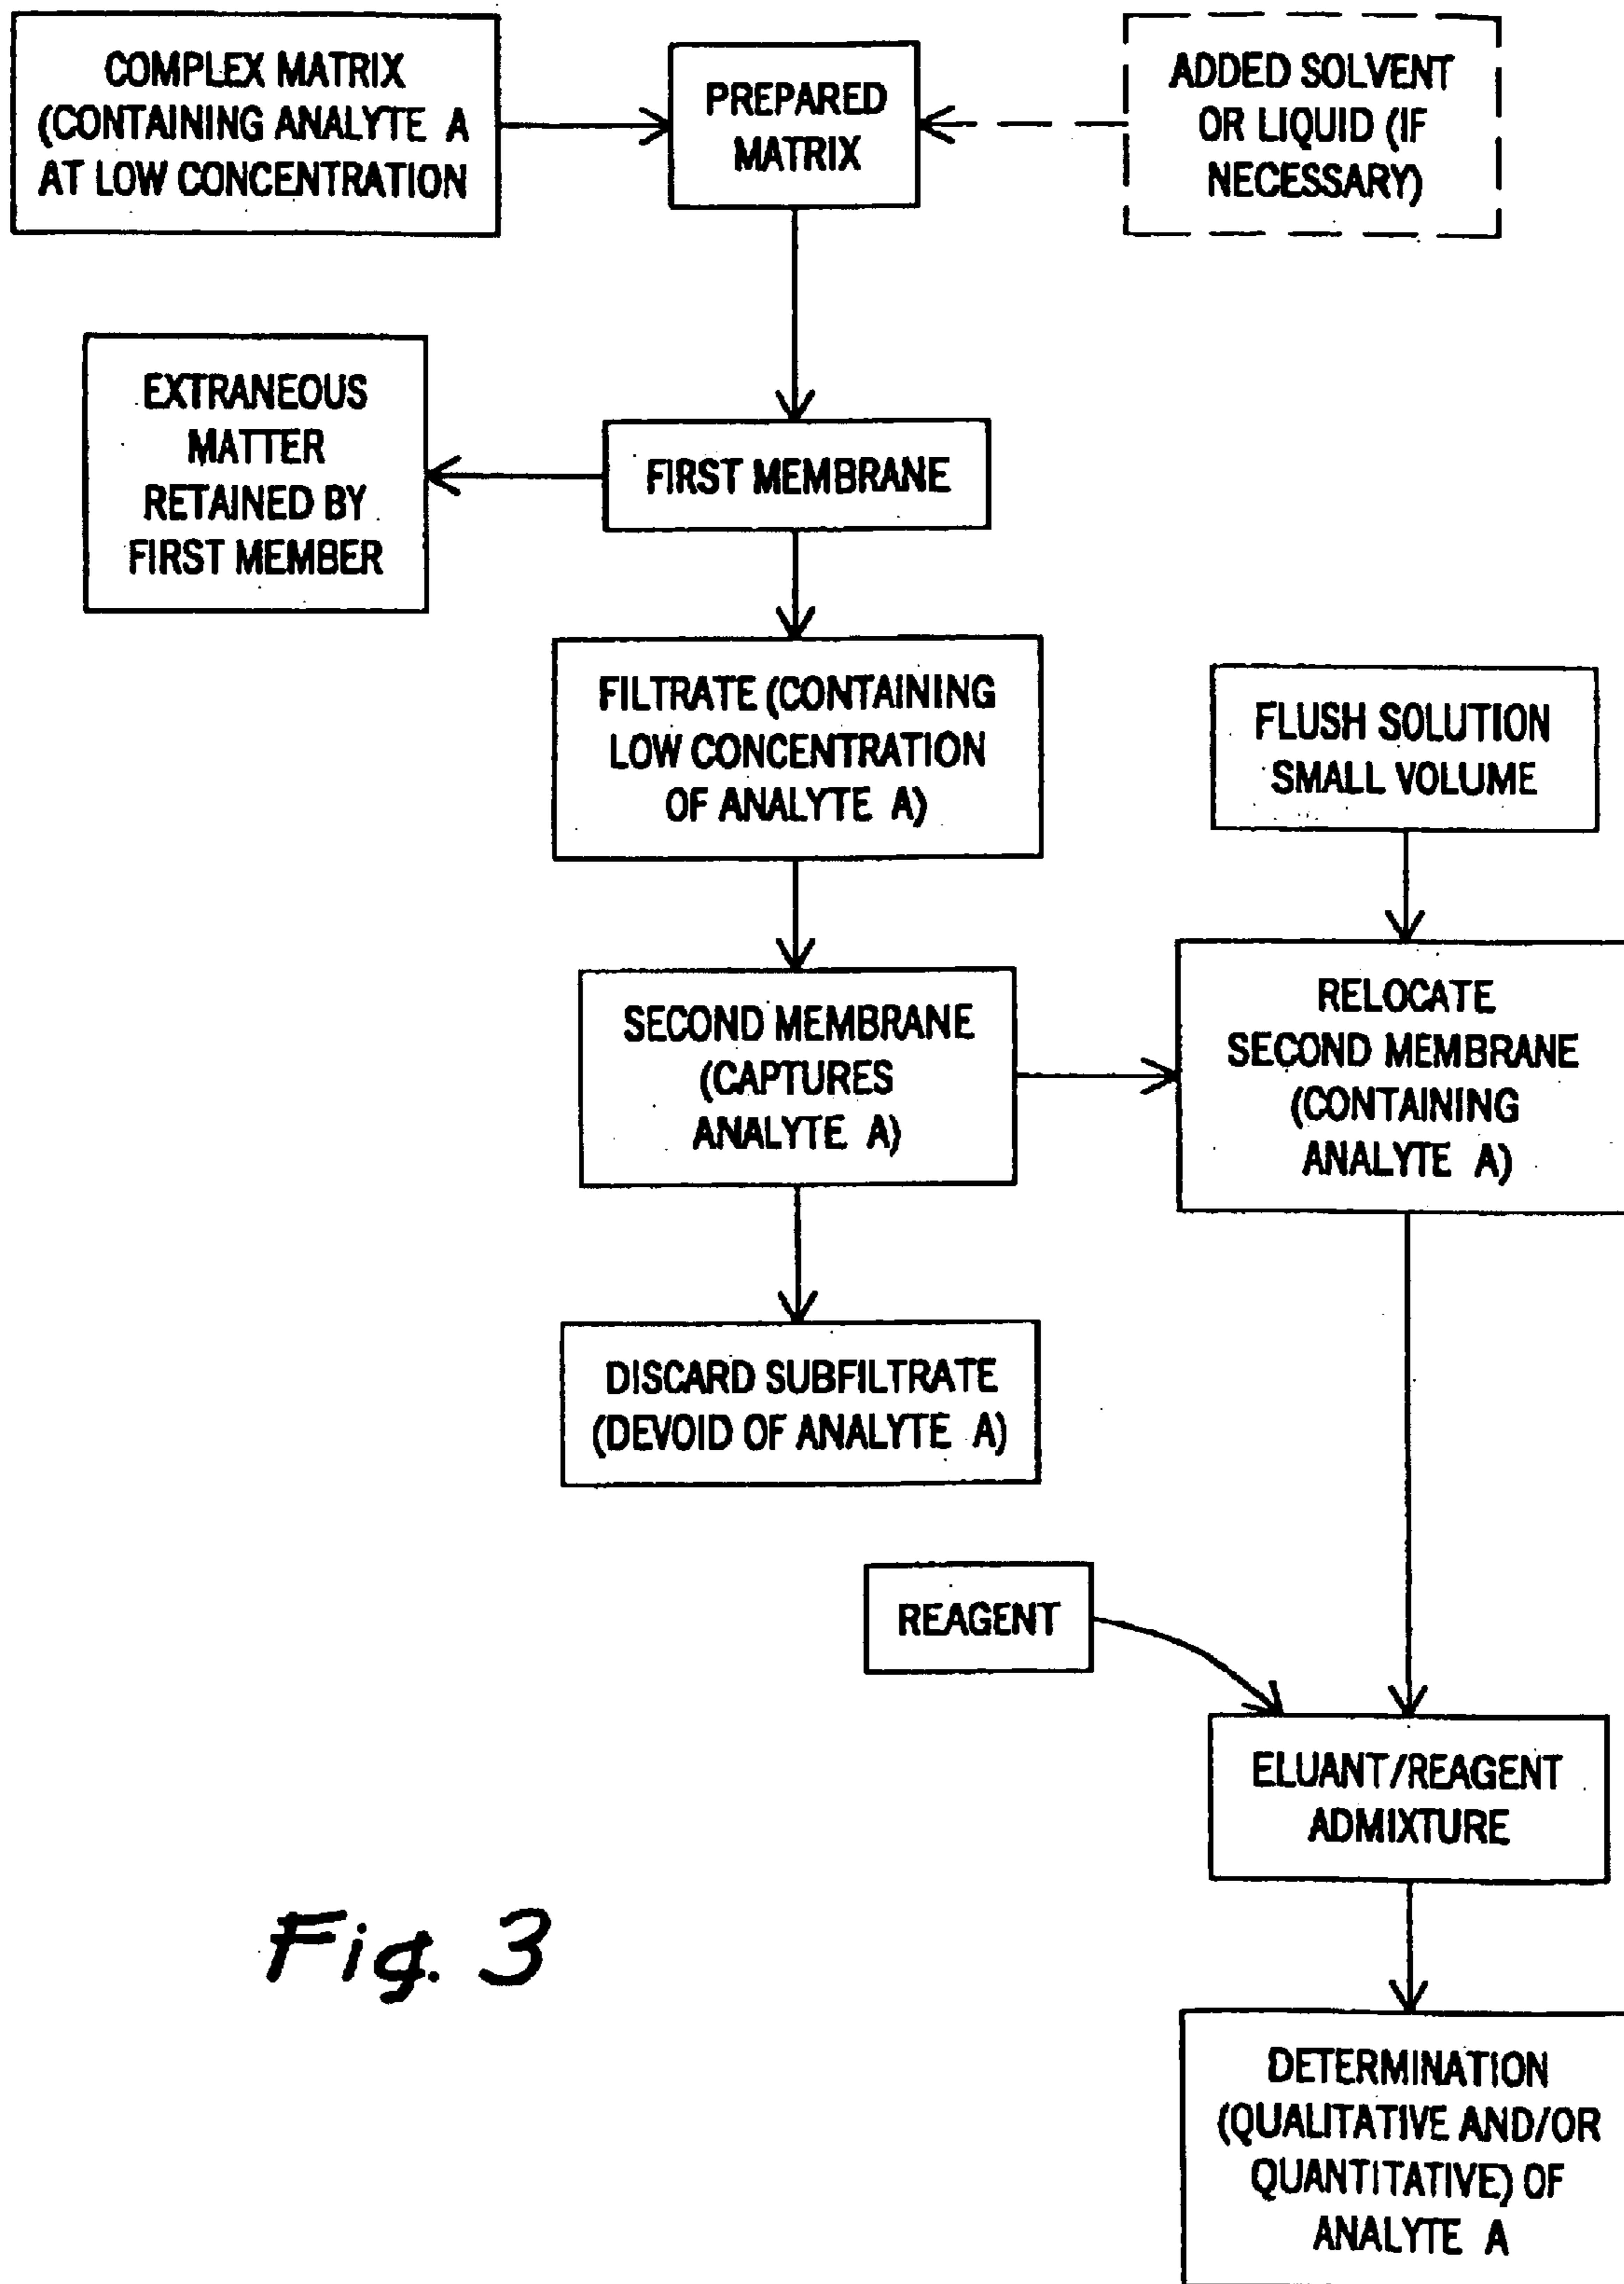 COMPLEX MATRIX
(CONTAINING ANALYTE A
AT LOW CONCENTRATION
PREPARED
MATRIX
ADDED SOLVENT
OR LIQUID (IF
NECESSARY)
EXTRANEOUS
MATTER
RETAINED BY
FIRST MEMBER
FIRST MEMBRANE
FILTRATE (CONTAINING
LOW CONCENTRATION
OF ANALYTE A)
FLUSH SOLUTION
SMALL VOLUME
SECOND MEMBRANE
(CAPTURES
ANALYTE A)
RELOCATE
SECOND MEMBRANE
(CONTAINING
ANALYTE A)
DISCARD SUBFILTRATE
(DEVOID OF ANALYTE A)
REAGENT
ELUANT/REAGENT
ADMIXTURE
Fig. 3
DETERMINATION
(QUALITATIVE AND/OR
QUANTITATIVE) OF
ANALYTE A